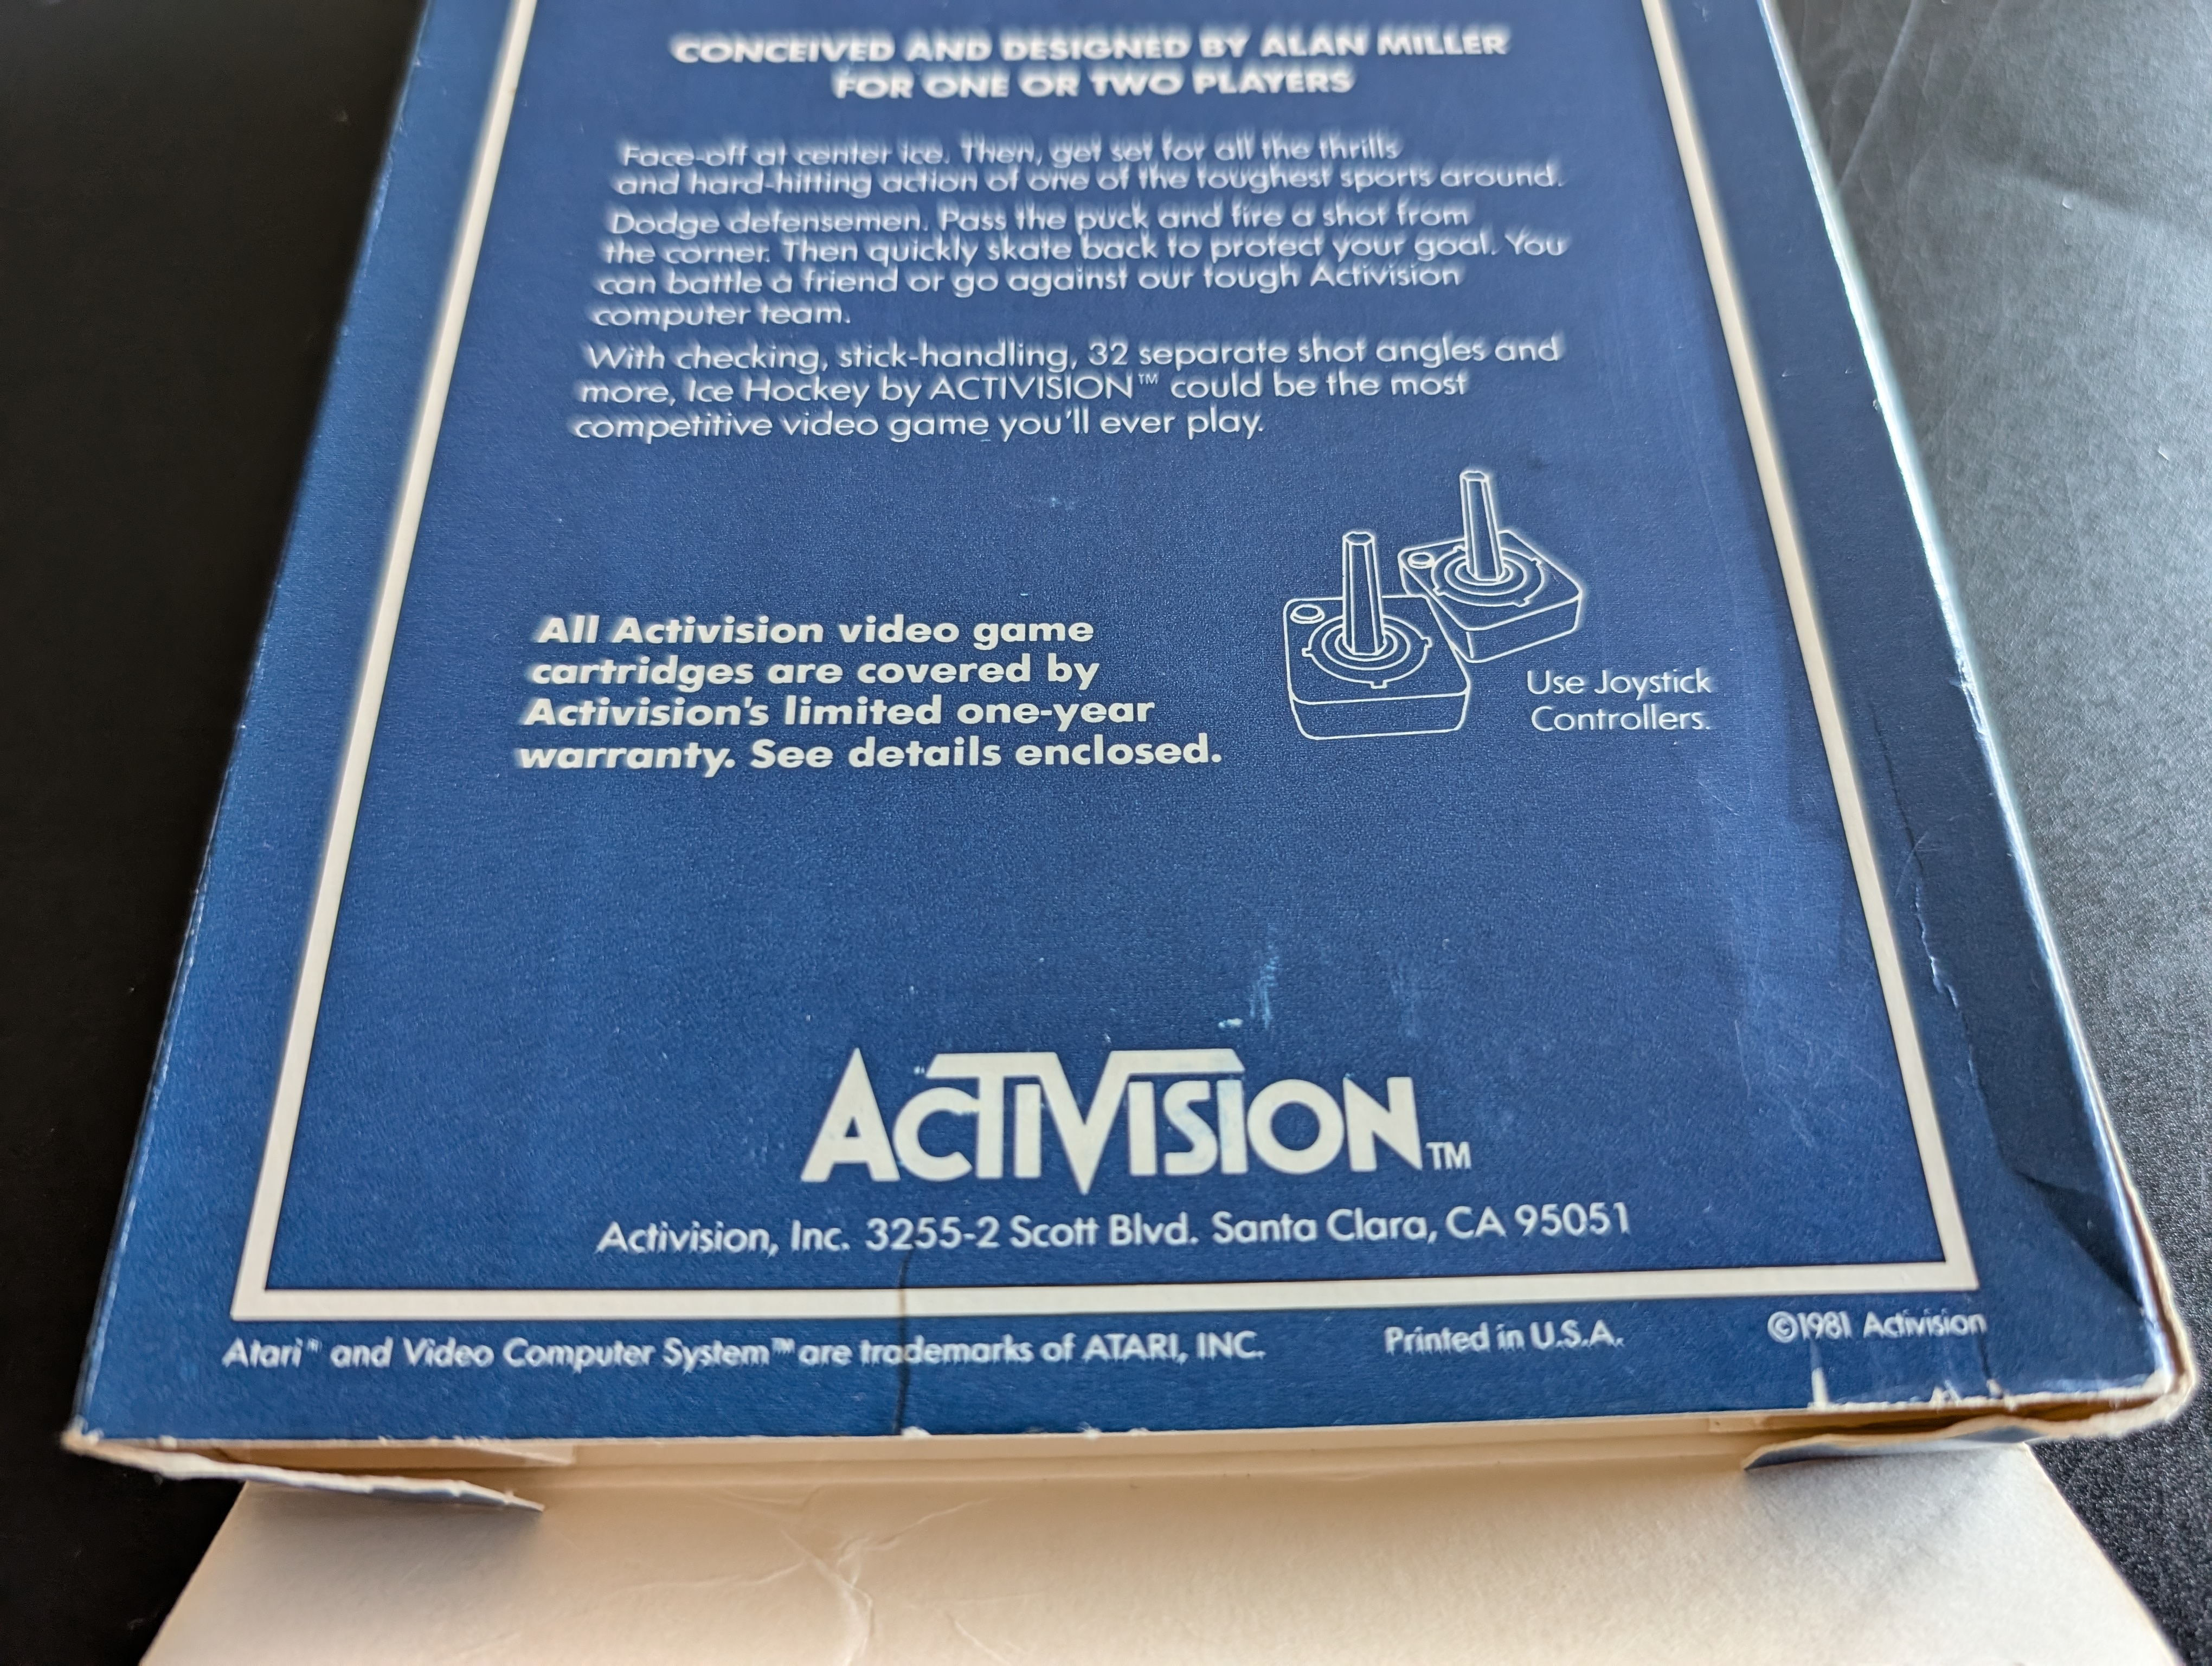 CONCEIVED AND DESIGNED BY ALAN MILLER
FOR ONE OR TWO PLAYERS
Face-off at center ice. Then, get set for all the thrills
and hard-hitting action of one of the toughest sports around.
Dodge defensemen. Pass the puck and fire a shot from
the corner. Then quickly skate back to protect your goal. You
can battle a friend or go against our tough Activision
computer team.
With checking, stick-handling, 32 separate shot angles and
more, Ice Hockey by ACTIVISION™ could be the most
competitive video game you'll ever play.
Use Joystick
Controllers.
All Activision video game
cartridges are covered by
Activision's limited one-year
warranty. See details enclosed.
ACTIVISION TM
Activision, Inc. 3255-2 Scott Blvd. Santa Clara, CA 95051
Atari® and Video Computer System™ are trademarks of ATARI, INC. Printed in U.S.A. ©1981 Activision